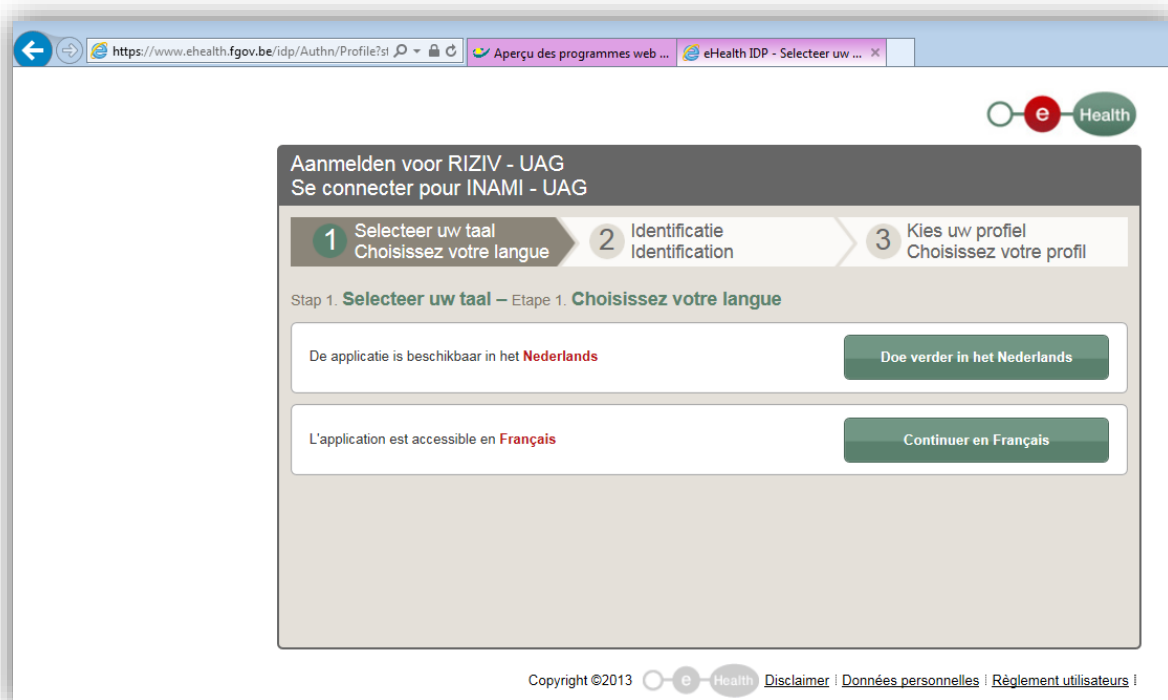 https://www.ehealth.fgov.be/idp/Authn/Profile?st
Aperçu des programmes web ...
eHealth IDP - Selecteer uw ...
e Health
Aanmelden voor RIZIV - UAG
Se connecter pour INAMI - UAG
1 Selecteer uw taal
Choisissez votre langue
2 Identificatie
Identification
3 Kies uw profiel
Choisissez votre profil
Stap 1. Selecteer uw taal – Etape 1. Choisissez votre langue
De applicatie is beschikbaar in het Nederlands
Doe verder in het Nederlands
L'application est accessible en Français
Continuer en Français
Copyright ©2013 e Health Disclaimer | Données personnelles | Règlement utilisateurs |